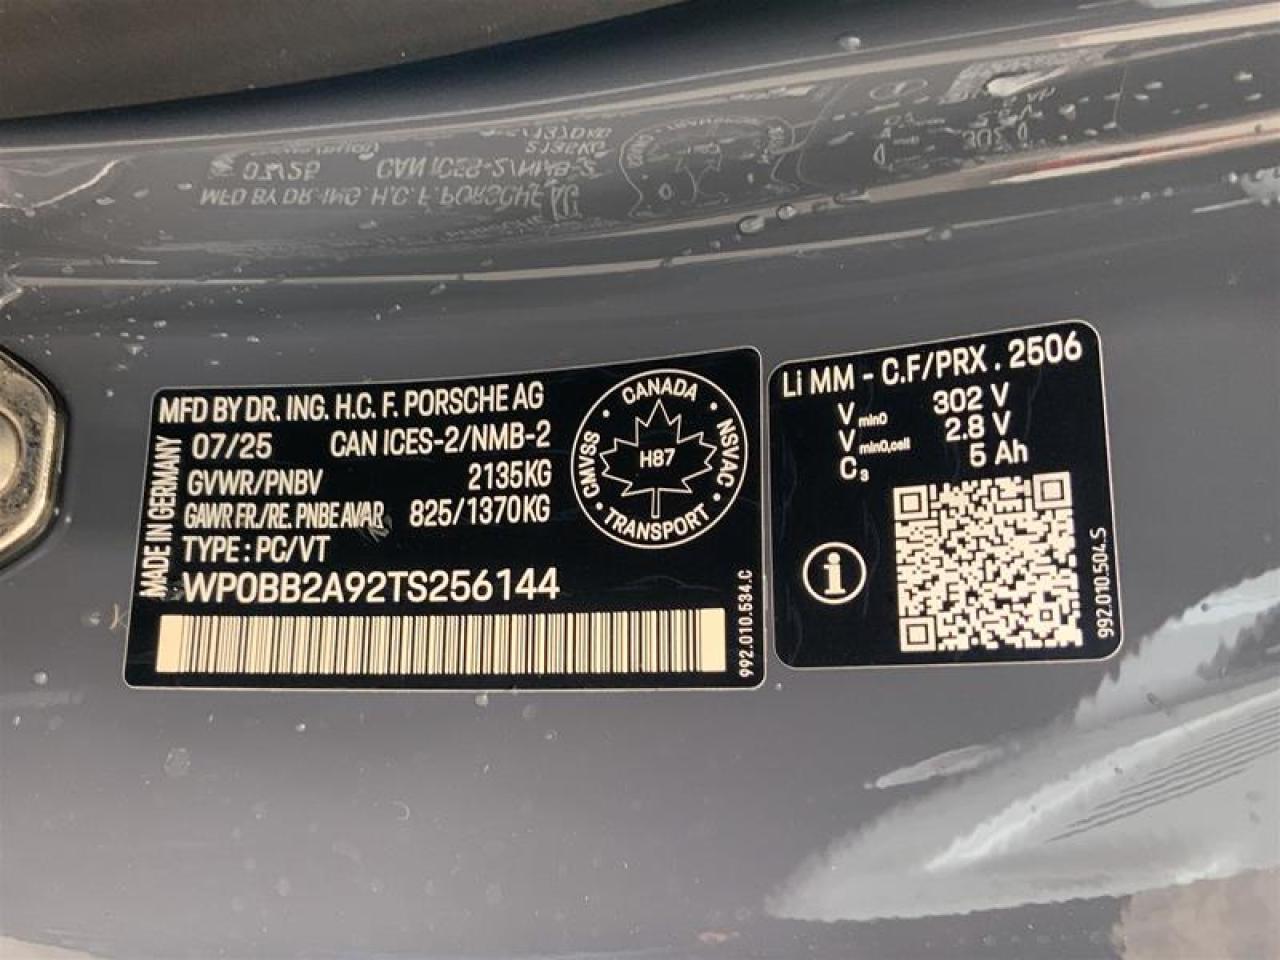 MFD BY DR. ING. H.C. F. PORSCHE AG
07/25 CAN ICES-2/NMB-2
GVWR/PNBV 2135KG
GAWR FR./RE. PNBE AV/AR 825/1370KG
TYPE : PC/VT
WP0BB2A92TS256144
MADE IN GERMANY
CANADA
NSVAC
TRANSPORT
CMVSS
H87
992.010.534.C
Li MM - C.F/PRX . 2506
Vmin0 302 V
Vmin0,cell 2.8 V
C3 5 Ah
i
992.010.504.S